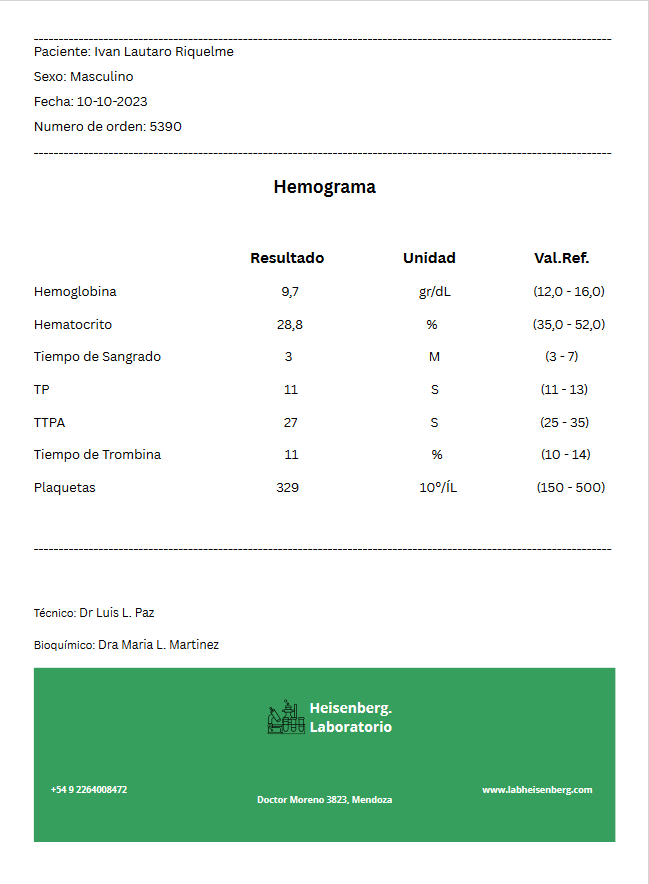 Paciente: Ivan Lautaro Riquelme
Sexo: Masculino
Fecha: 10-10-2023
Numero de orden: 5390
Hemograma
Resultado Unidad Val.Ref.
Hemoglobina 9,7 gr/dL (12,0 - 16,0)
Hematocrito 28,8 % (35,0 - 52,0)
Tiempo de Sangrado 3 M (3 - 7)
TP 11 S (11 - 13)
TTPA 27 S (25 - 35)
Tiempo de Trombina 11 % (10 - 14)
Plaquetas 329 10º/ÍL (150 - 500)
Técnico: Dr Luis L. Paz
Bioquímico: Dra Maria L. Martinez
Heisenberg.
Laboratorio
+54 9 2264008472
Doctor Moreno 3823, Mendoza
www.labheisenberg.com